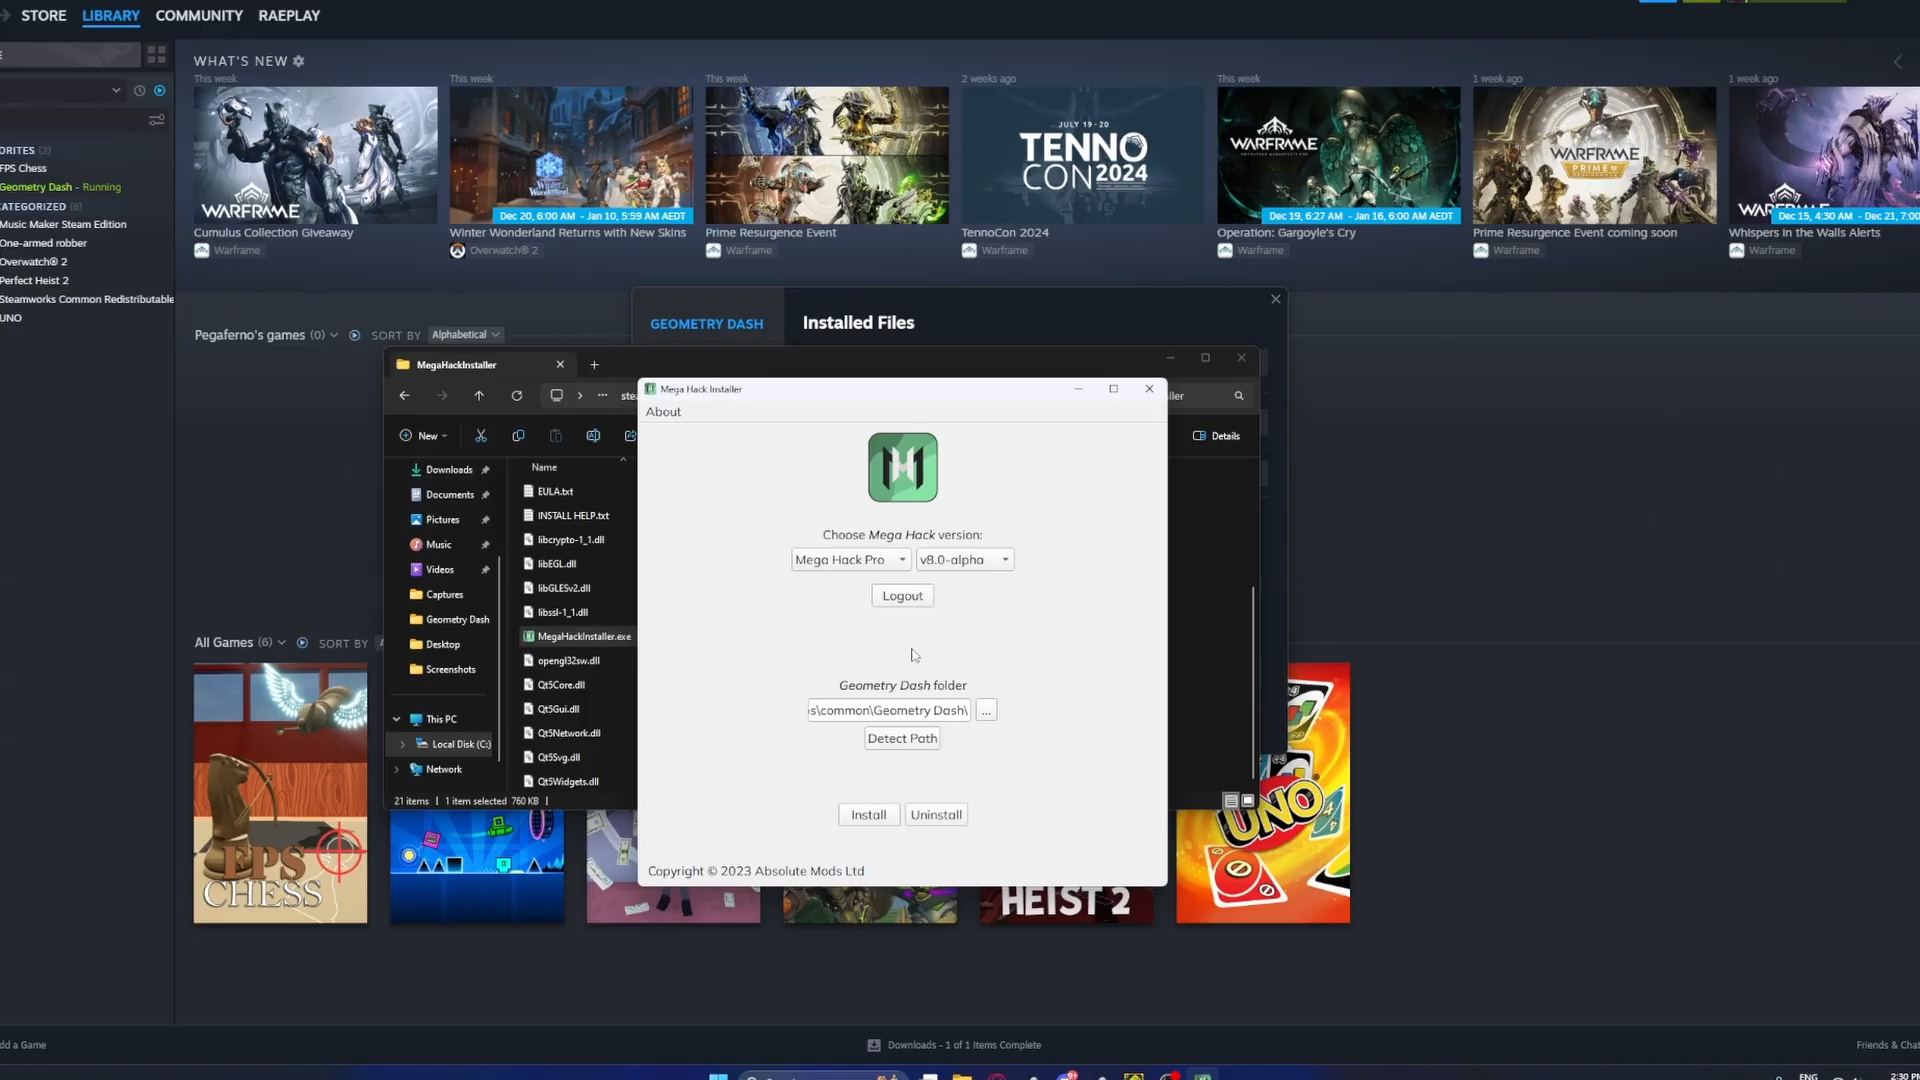 STORE LIBRARY COMMUNITY RAEPLAY
WHAT'S NEW
This week
This week
This week
2 weeks ago
This week
1 week ago
1 week ago
WARFRAME
Dec 20, 6:00 AM - Jan 10, 5:59 AM AEDT
JULY 19-20
TENNO
CON 2024
WARFRAME
Dec 19, 6:27 AM - Jan 16, 6:00 AM AEDT
WARFRAME
PRIME
Dec 15, 4:30 AM - Dec 21, 7:00
Cumulus Collection Giveaway
Winter Wonderland Returns with New Skins
Prime Resurgence Event
TennoCon 2024
Operation: Gargoyle's Cry
Prime Resurgence Event coming soon
Whispers in the Walls Alerts
Warframe
Overwatch® 2
Warframe
Warframe
Warframe
Warframe
Warframe
ORITES (2)
FPS Chess
Geometry Dash - Running
CATEGORIZED (6)
Music Maker Steam Edition
One-armed robber
Overwatch® 2
Perfect Heist 2
Steamworks Common Redistributable
UNO
Pegaferno's games (0) SORT BY Alphabetical
GEOMETRY DASH
Installed Files
MegaHackInstaller
New
Details
Downloads
Documents
Pictures
Music
Videos
Captures
Geometry Dash
Desktop
Screenshots
This PC
Local Disk (C:)
Network
Name
EULA.txt
INSTALL HELP.txt
libcrypto-1_1.dll
libEGL.dll
libGLESv2.dll
libssl-1_1.dll
MegaHackInstaller.exe
opengl32sw.dll
Qt5Core.dll
Qt5Gui.dll
Qt5Network.dll
Qt5Svg.dll
Qt5Widgets.dll
21 items 1 item selected 760 KB
Mega Hack Installer
About
Choose Mega Hack version:
Mega Hack Pro v8.0-alpha
Logout
Geometry Dash folder
s\common\Geometry Dash\ ...
Detect Path
Install Uninstall
Copyright © 2023 Absolute Mods Ltd
All Games (6) SORT BY
FPS
CHESS
HEIST 2
UNO
dd a Game
Downloads - 1 of 1 Items Complete
Friends & Chat
ENG
2:30 PM